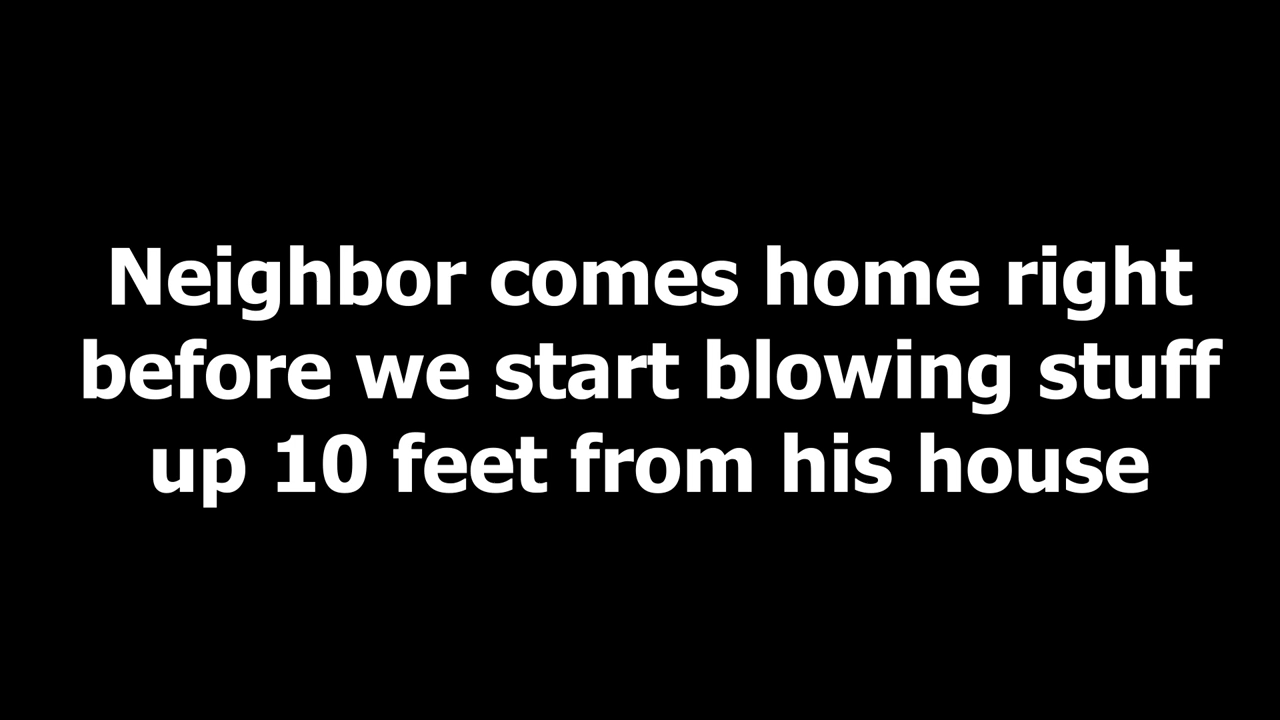 Neighbor comes home right
before we start blowing stuff
up 10 feet from his house